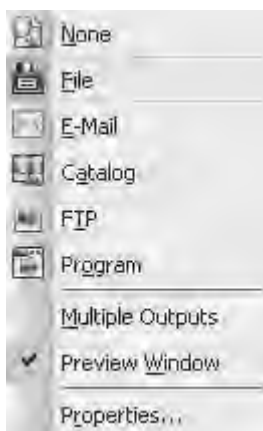 None
File
E-Mail
Catalog
FTP
Program
Multiple Outputs
Preview Window
Properties...